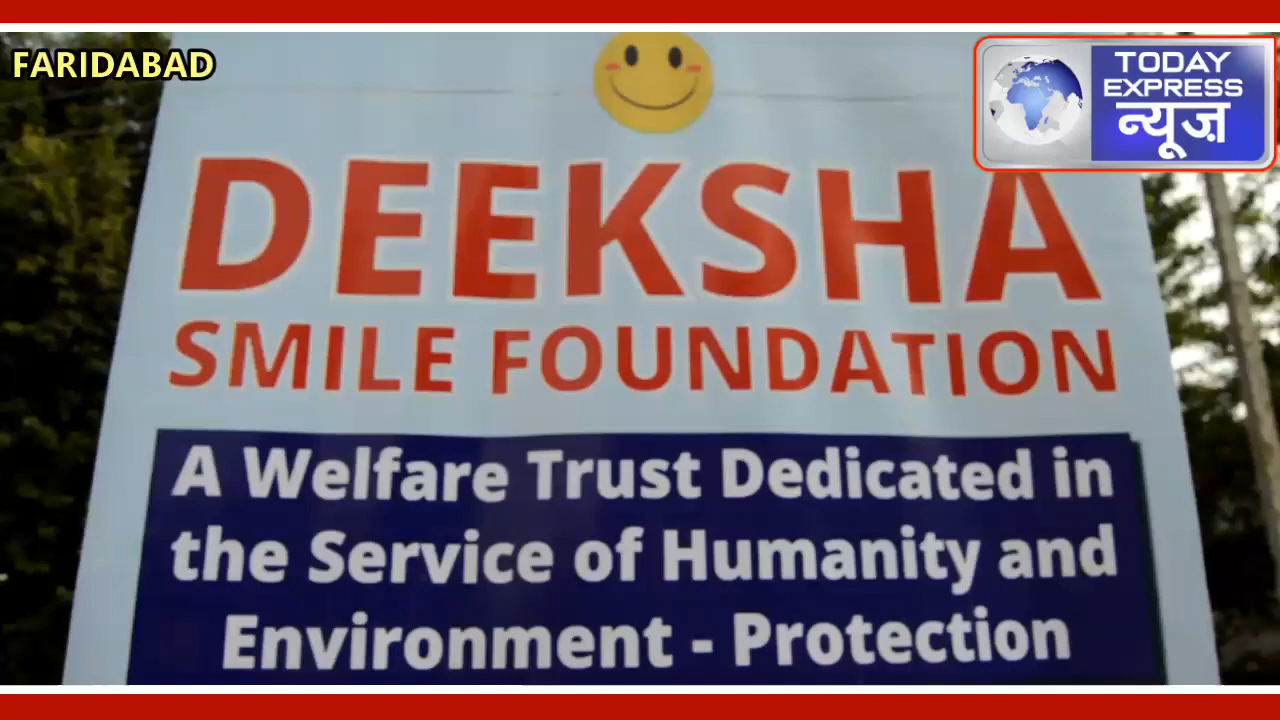 FARIDABAD
TODAY
EXPRESS
न्यूज़
DEEKSHA
SMILE FOUNDATION
A Welfare Trust Dedicated in
the Service of Humanity and
Environment - Protection